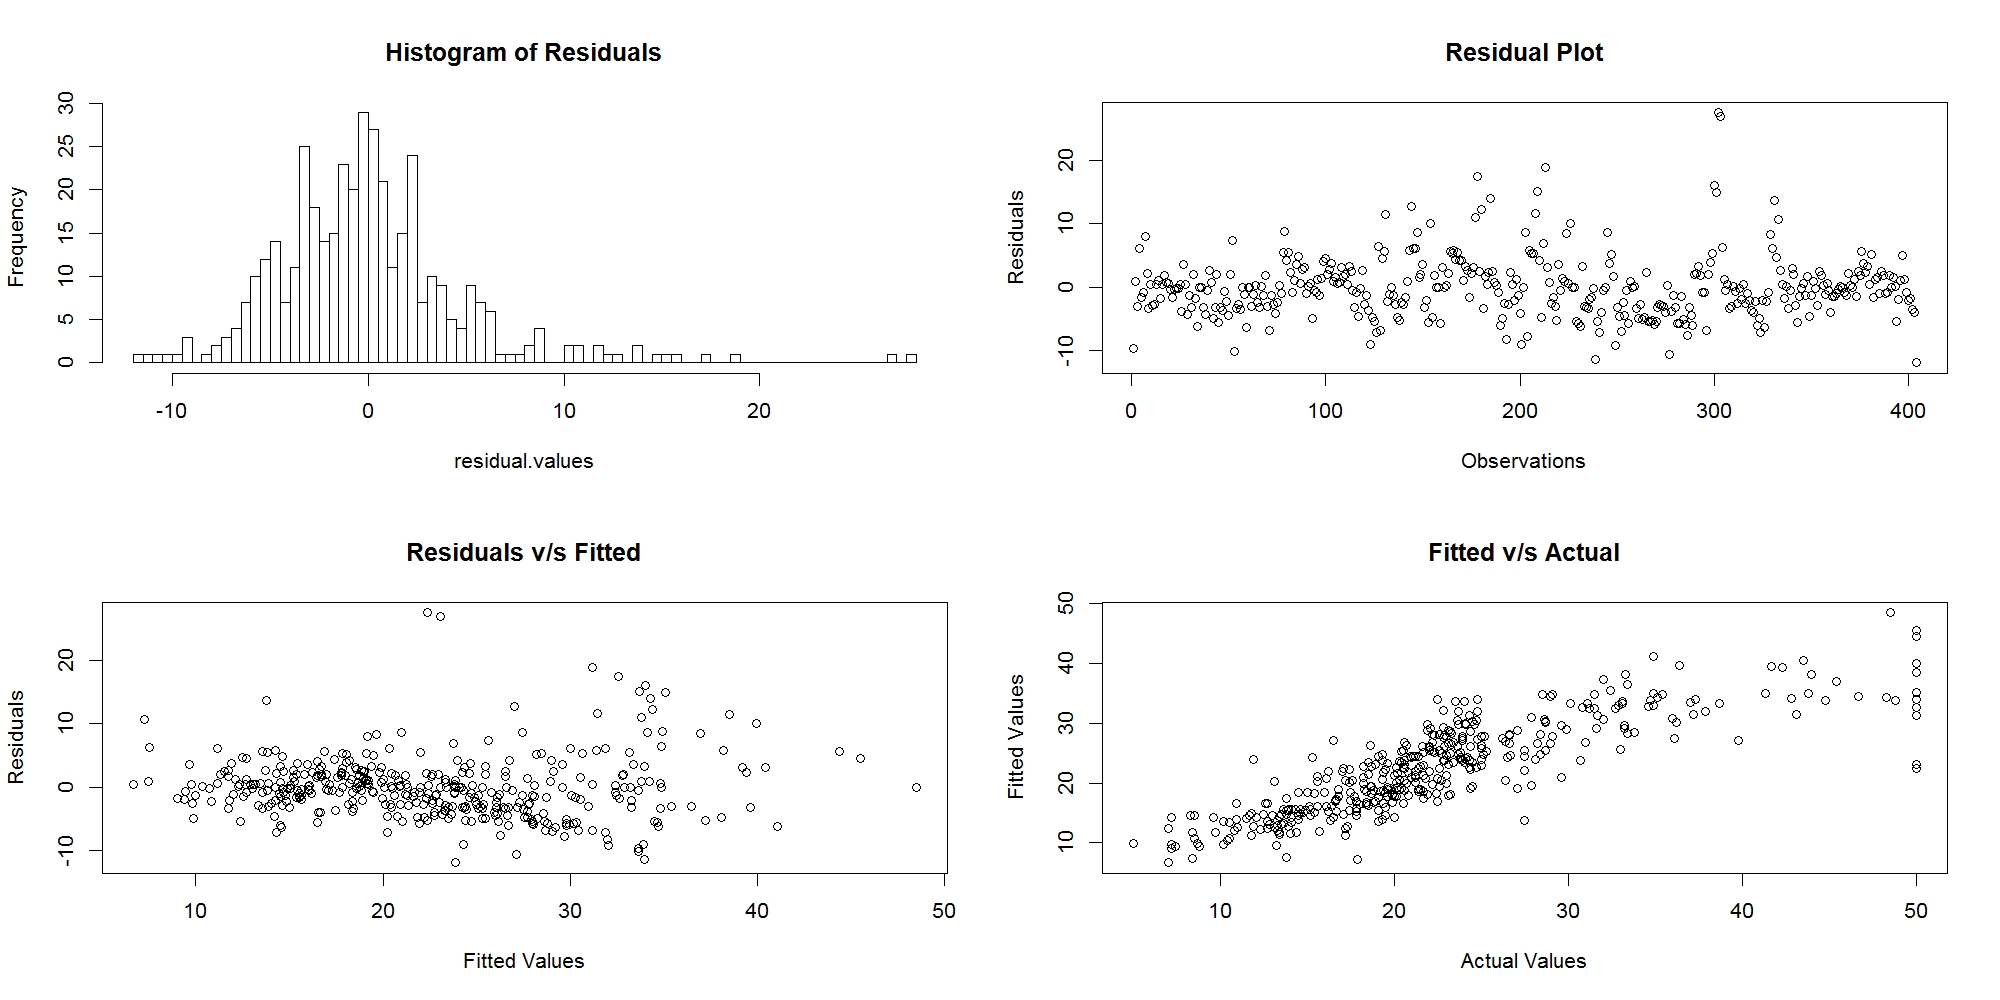 Histogram of Residuals
Frequency
0 5 10 15 20 25 30
-10 0 10 20
residual.values
Residual Plot
Residuals
-10 0 10 20
0 100 200 300 400
Observations
Residuals v/s Fitted
Residuals
-10 0 10 20
10 20 30 40 50
Fitted Values
Fitted v/s Actual
Fitted Values
10 20 30 40 50
10 20 30 40 50
Actual Values